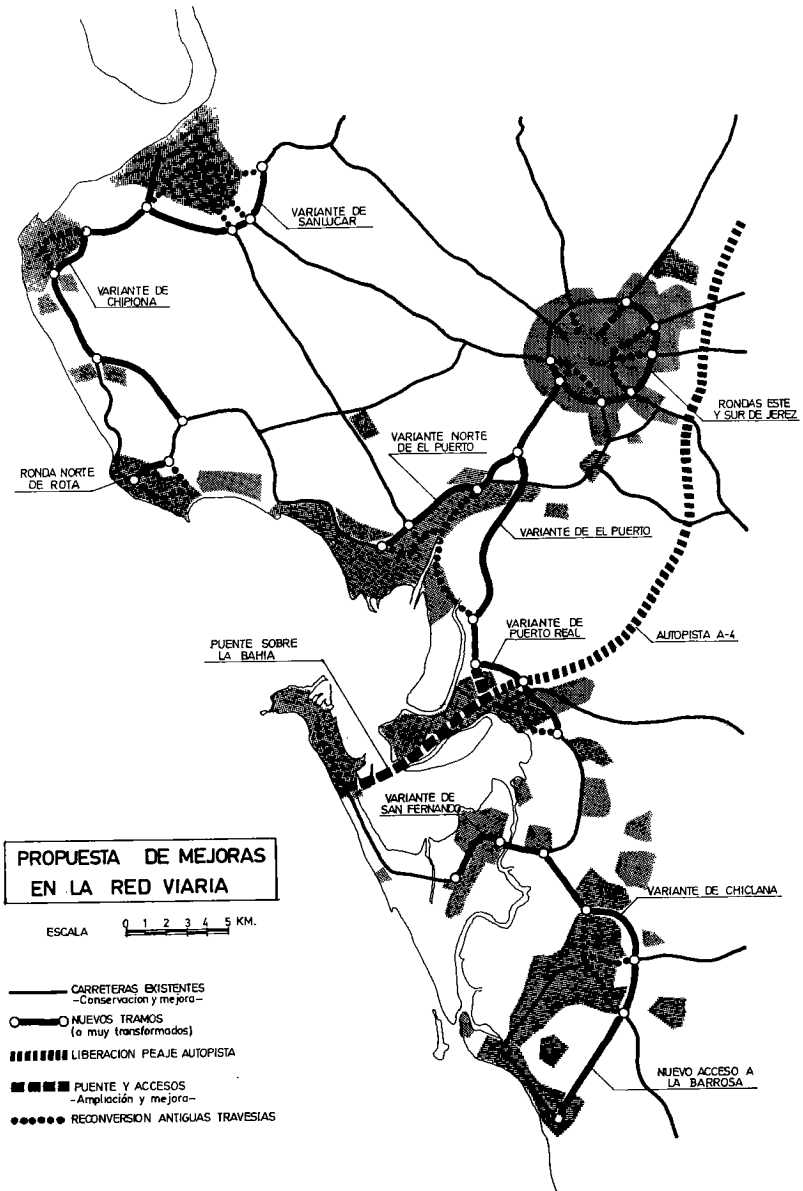 VARIANTE DE
SANLUCAR
VARIANTE DE
CHIPIONA
RONDAS ESTE
Y SUR DE JEREZ
VARIANTE NORTE
DE EL PUERTO
RONDA NORTE
DE ROTA
VARIANTE DE EL PUERTO
VARIANTE DE
PUERTO REAL
AUTOPISTA A-4
PUENTE SOBRE
LA BAHIA
VARIANTE DE
SAN FERNANDO
VARIANTE DE CHICLANA
NUEVO ACCESO A
LA BARROSA
PROPUESTA DE MEJORAS
EN LA RED VIARIA
ESCALA 0 1 2 3 4 5 KM.
CARRETERAS EXISTENTES
-Conservacion y mejora-
NUEVOS TRAMOS
(o muy transformados)
LIBERACION PEAJE AUTOPISTA
PUENTE Y ACCESOS
-Ampliación y mejora-
RECONVERSION ANTIGUAS TRAVESIAS